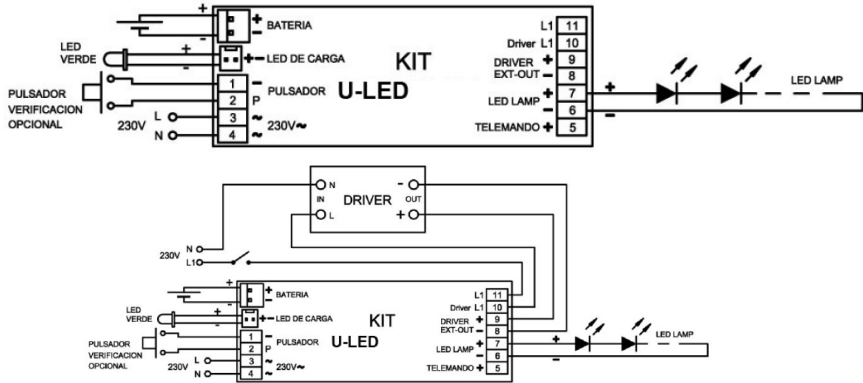 + + BATERIA
- -
LED VERDE + - + - LED DE CARGA
PULSADOR VERIFICACION OPCIONAL
1 - PULSADOR
2 P
230V L 3 ~ 230V~
N 4 ~
KIT
U-LED
L1 11
Driver L1 10
DRIVER + 9
EXT-OUT - 8
LED LAMP + 7 + LED LAMP
- 6 -
TELEMANDO + 5
N - 
IN DRIVER OUT
L +
230V N
L1
+ + BATERIA
- -
LED VERDE + - + - LED DE CARGA
PULSADOR VERIFICACION OPCIONAL
1 - PULSADOR
2 P
230V L 3 ~ 230V~
N 4 ~
KIT
U-LED
L1 11
Driver L1 10
DRIVER + 9
EXT-OUT - 8
LED LAMP + 7 + LED LAMP
- 6 -
TELEMANDO + 5